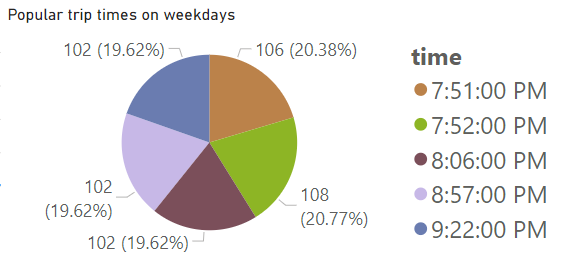 Popular trip times on weekdays
102 (19.62%)
106 (20.38%)
102
(19.62%)
108
(20.77%)
102 (19.62%)
time
7:51:00 PM
7:52:00 PM
8:06:00 PM
8:57:00 PM
9:22:00 PM